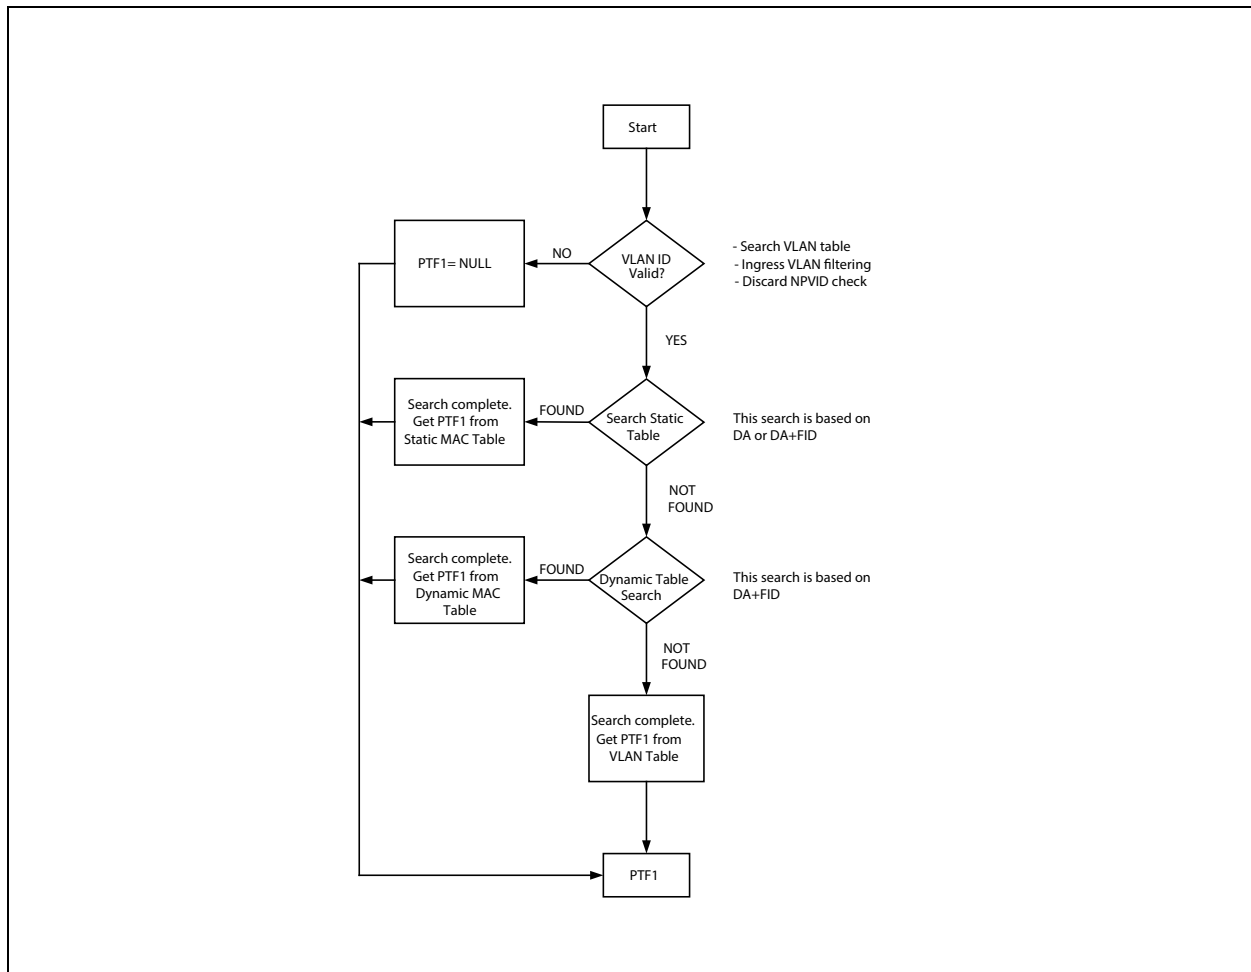 Start
PTF1= NULL
NO
VLAN ID
Valid?
- Search VLAN table
- Ingress VLAN filtering
- Discard NPVID check
YES
Search complete.
Get PTF1 from
Static MAC Table
FOUND
Search Static
Table
This search is based on
DA or DA+FID
NOT
FOUND
Search complete.
Get PTF1 from
Dynamic MAC
Table
FOUND
Dynamic Table
Search
This search is based on
DA+FID
NOT
FOUND
Search complete.
Get PTF1 from
VLAN Table
PTF1